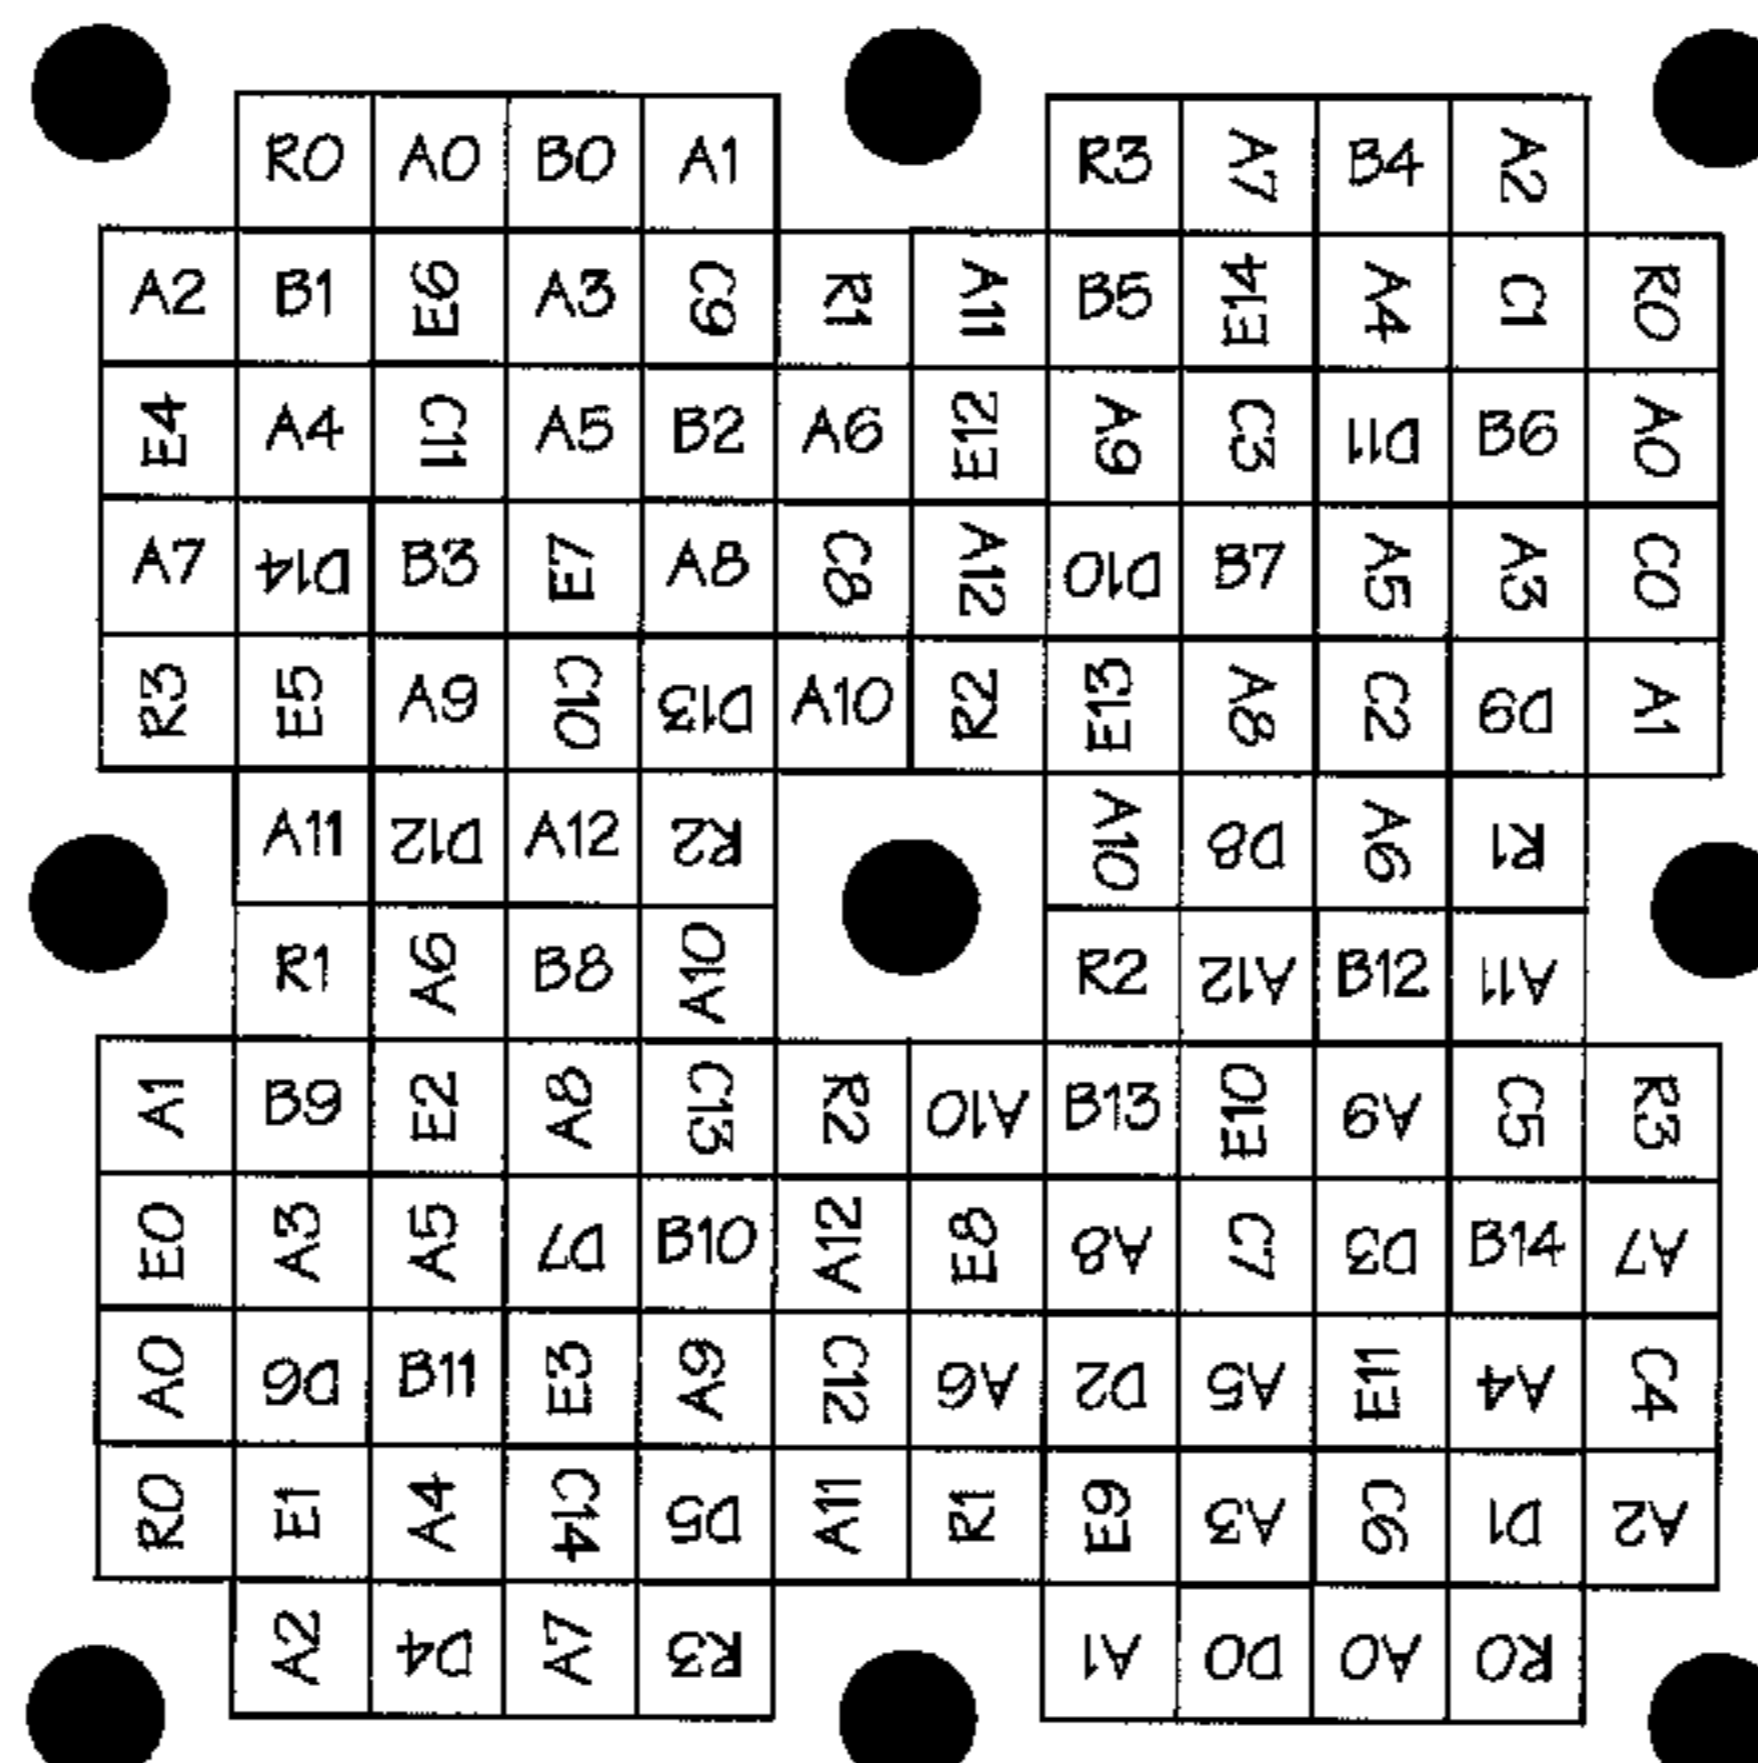 R0 A0 B0 A1 R3 A7 B4 A2
A2 B1 E6 A3 C9 R1 A11 B5 E14 A4 C1 R0
E4 A4 C11 A5 B2 A6 E12 A9 C3 D11 B6 A0
A7 D14 B3 E7 A8 C8 A12 D10 B7 A5 A3 C0
R3 E5 A9 C10 D13 A10 R2 E13 A8 C2 D9 A1
A11 D12 A12 R2 A10 D8 A6 R1
R1 A6 B8 A10 R2 A12 B12 A11
A1 B9 E2 A8 C13 R2 A10 B13 E10 A9 C5 R3
E0 A3 A5 D7 B10 A12 E8 A8 C7 D3 B14 A7
A0 D6 B11 E3 A9 C12 A6 D2 A5 E11 A4 C4
R0 E1 A4 C14 D5 A11 R1 E9 A3 C6 D1 A2
A2 D4 A7 R3 A1 D0 A0 R0